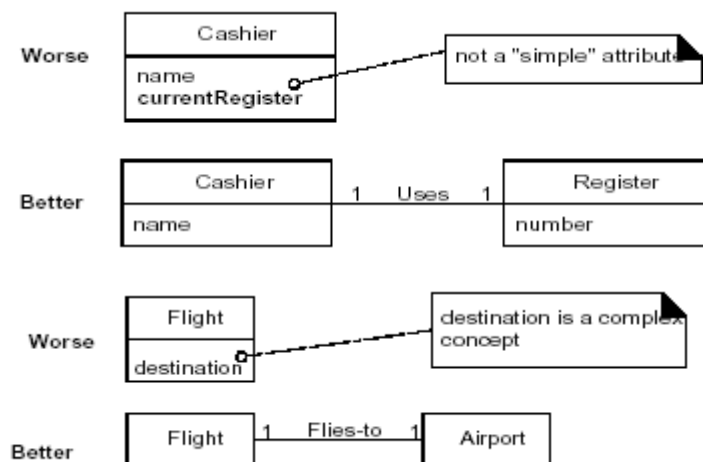 Cashier
Worse
not a "simple" attribute
name
currentRegister
Cashier
Register
1 Uses 1
Better
name
number
Flight
destination is a complex
concept
Worse
destination
Flight
1 Flies-to 1
Airport
Better